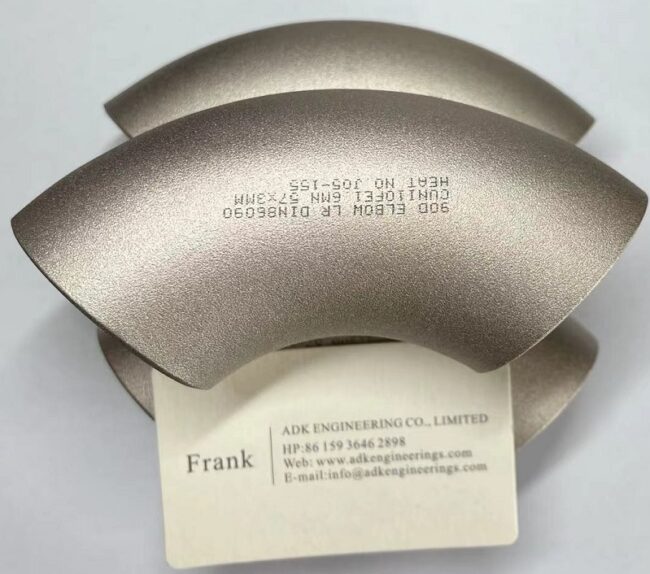 90D ELBOW LR DIN86090
CUNI10FE1.6MN 57x3MM
HEAT NO J05-155
Frank
ADK ENGINEERING CO., LIMITED
HP:86 159 3646 2898
Web: www.adkengineerings.com
E-mail:info@adkengineerings.com